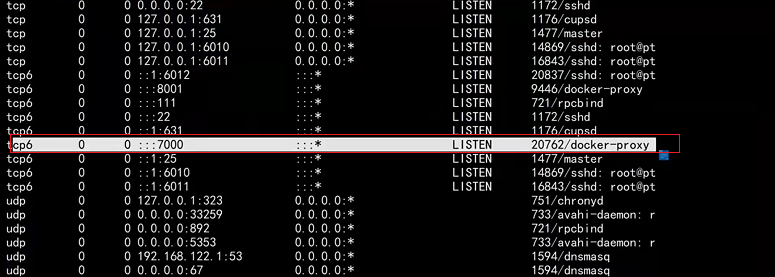 tcp 0 0 0.0.0.0:22 0.0.0.0:* LISTEN 1172/sshd
tcp 0 0 127.0.0.1:631 0.0.0.0:* LISTEN 1176/cupsd
tcp 0 0 127.0.0.1:25 0.0.0.0:* LISTEN 1477/master
tcp 0 0 127.0.0.1:6010 0.0.0.0:* LISTEN 14869/sshd: root@pt
tcp 0 0 127.0.0.1:6011 0.0.0.0:* LISTEN 16843/sshd: root@pt
tcp6 0 0 ::1:6012 :::* LISTEN 20837/sshd: root@pt
tcp6 0 0 :::8001 :::* LISTEN 9446/docker-proxy
tcp6 0 0 :::111 :::* LISTEN 721/rpcbind
tcp6 0 0 :::22 :::* LISTEN 1172/sshd
tcp6 0 0 ::1:631 :::* LISTEN 1176/cupsd
tcp6 0 0 :::7000 :::* LISTEN 20762/docker-proxy
tcp6 0 0 ::1:25 :::* LISTEN 1477/master
tcp6 0 0 ::1:6010 :::* LISTEN 14869/sshd: root@pt
tcp6 0 0 ::1:6011 :::* LISTEN 16843/sshd: root@pt
udp 0 0 127.0.0.1:323 0.0.0.0:* 751/chronyd
udp 0 0 0.0.0.0:33259 0.0.0.0:* 733/avahi-daemon: r
udp 0 0 0.0.0.0:892 0.0.0.0:* 721/rpcbind
udp 0 0 0.0.0.0:5353 0.0.0.0:* 733/avahi-daemon: r
udp 0 0 192.168.122.1:53 0.0.0.0:* 1594/dnsmasq
udp 0 0 0.0.0.0:67 0.0.0.0:* 1594/dnsmasq